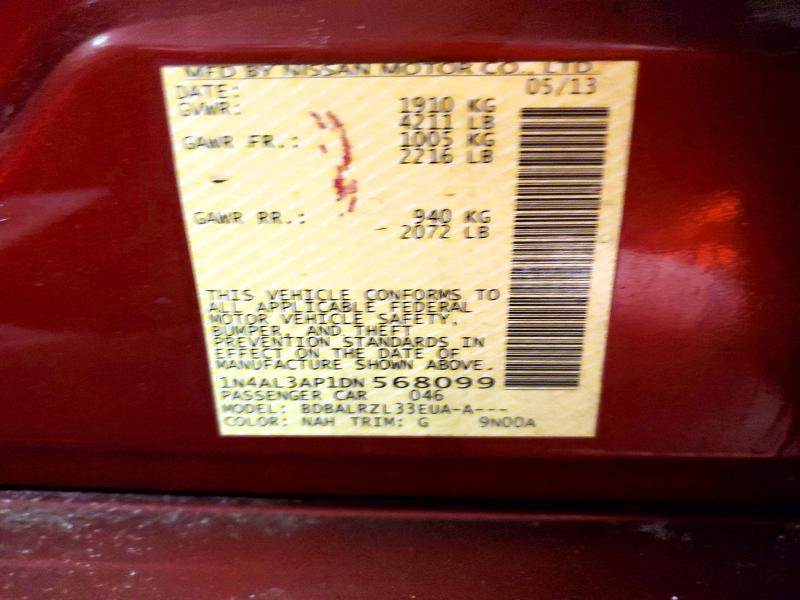 MFD BY NISSAN MOTOR CO., LTD.
DATE: 05/13
GVWR: 1910 KG
4211 LB
GAWR FR.: 1005 KG
2216 LB
GAWR RR.: 940 KG
2072 LB
THIS VEHICLE CONFORMS TO
ALL APPLICABLE FEDERAL
MOTOR VEHICLE SAFETY,
BUMPER, AND THEFT
PREVENTION STANDARDS IN
EFFECT ON THE DATE OF
MANUFACTURE SHOWN ABOVE.
1N4AL3AP1DN568099
PASSENGER CAR 046
MODEL: BDBALRZL33EUA-A---
COLOR: NAH TRIM: G 9N00A